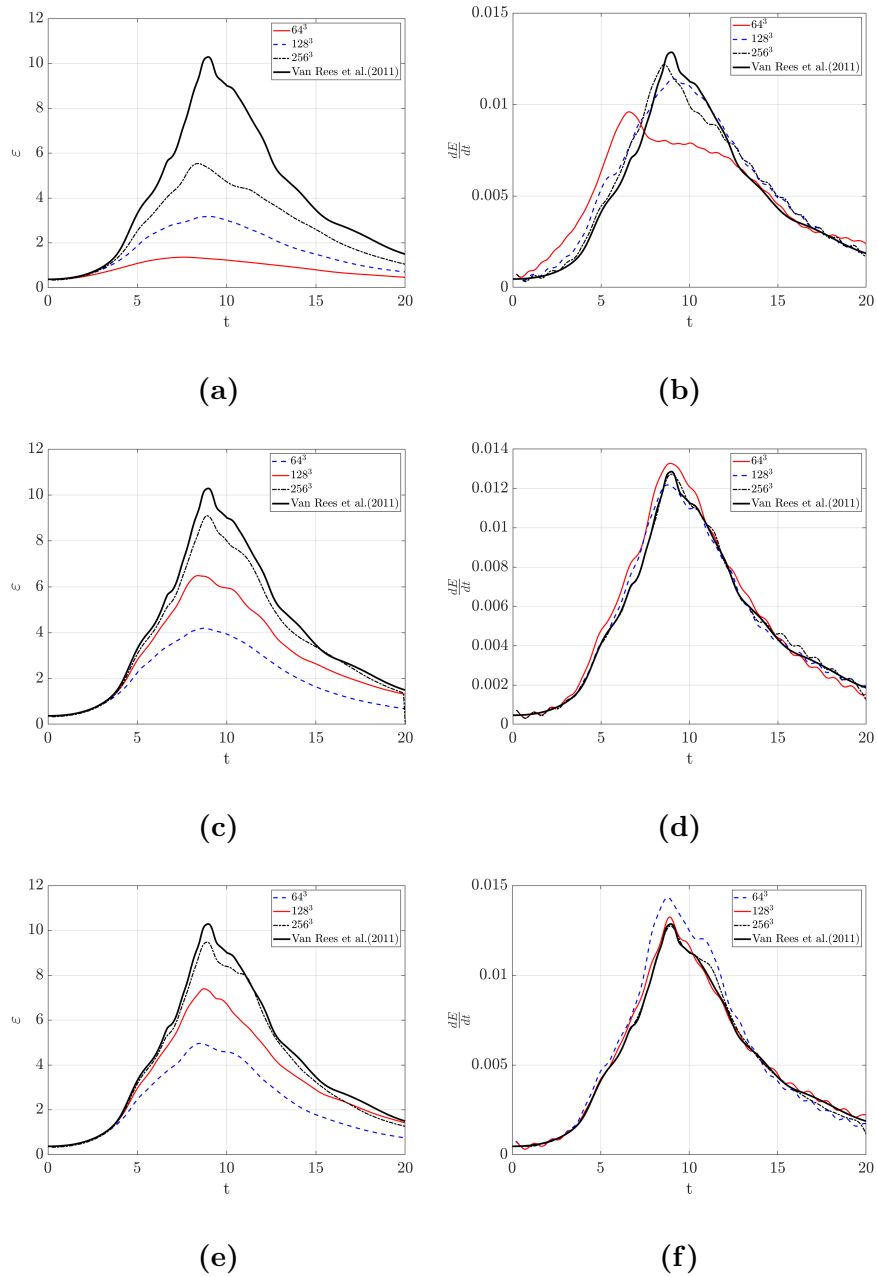 12
10
8
6
4
2
0
ε
0 5 10 15 20
t
64³
128³
256³
Van Rees et al.(2011)
(a)
0.015
0.01
0.005
0
dE
dt
0 5 10 15 20
t
64³
128³
256³
Van Rees et al.(2011)
(b)
12
10
8
6
4
2
0
ε
0 5 10 15 20
t
64³
128³
256³
Van Rees et al.(2011)
(c)
0.014
0.012
0.01
0.008
0.006
0.004
0.002
0
dE
dt
0 5 10 15 20
t
64³
128³
256³
Van Rees et al.(2011)
(d)
12
10
8
6
4
2
0
ε
0 5 10 15 20
t
64³
128³
256³
Van Rees et al.(2011)
(e)
0.015
0.01
0.005
0
dE
dt
0 5 10 15 20
t
64³
128³
256³
Van Rees et al.(2011)
(f)